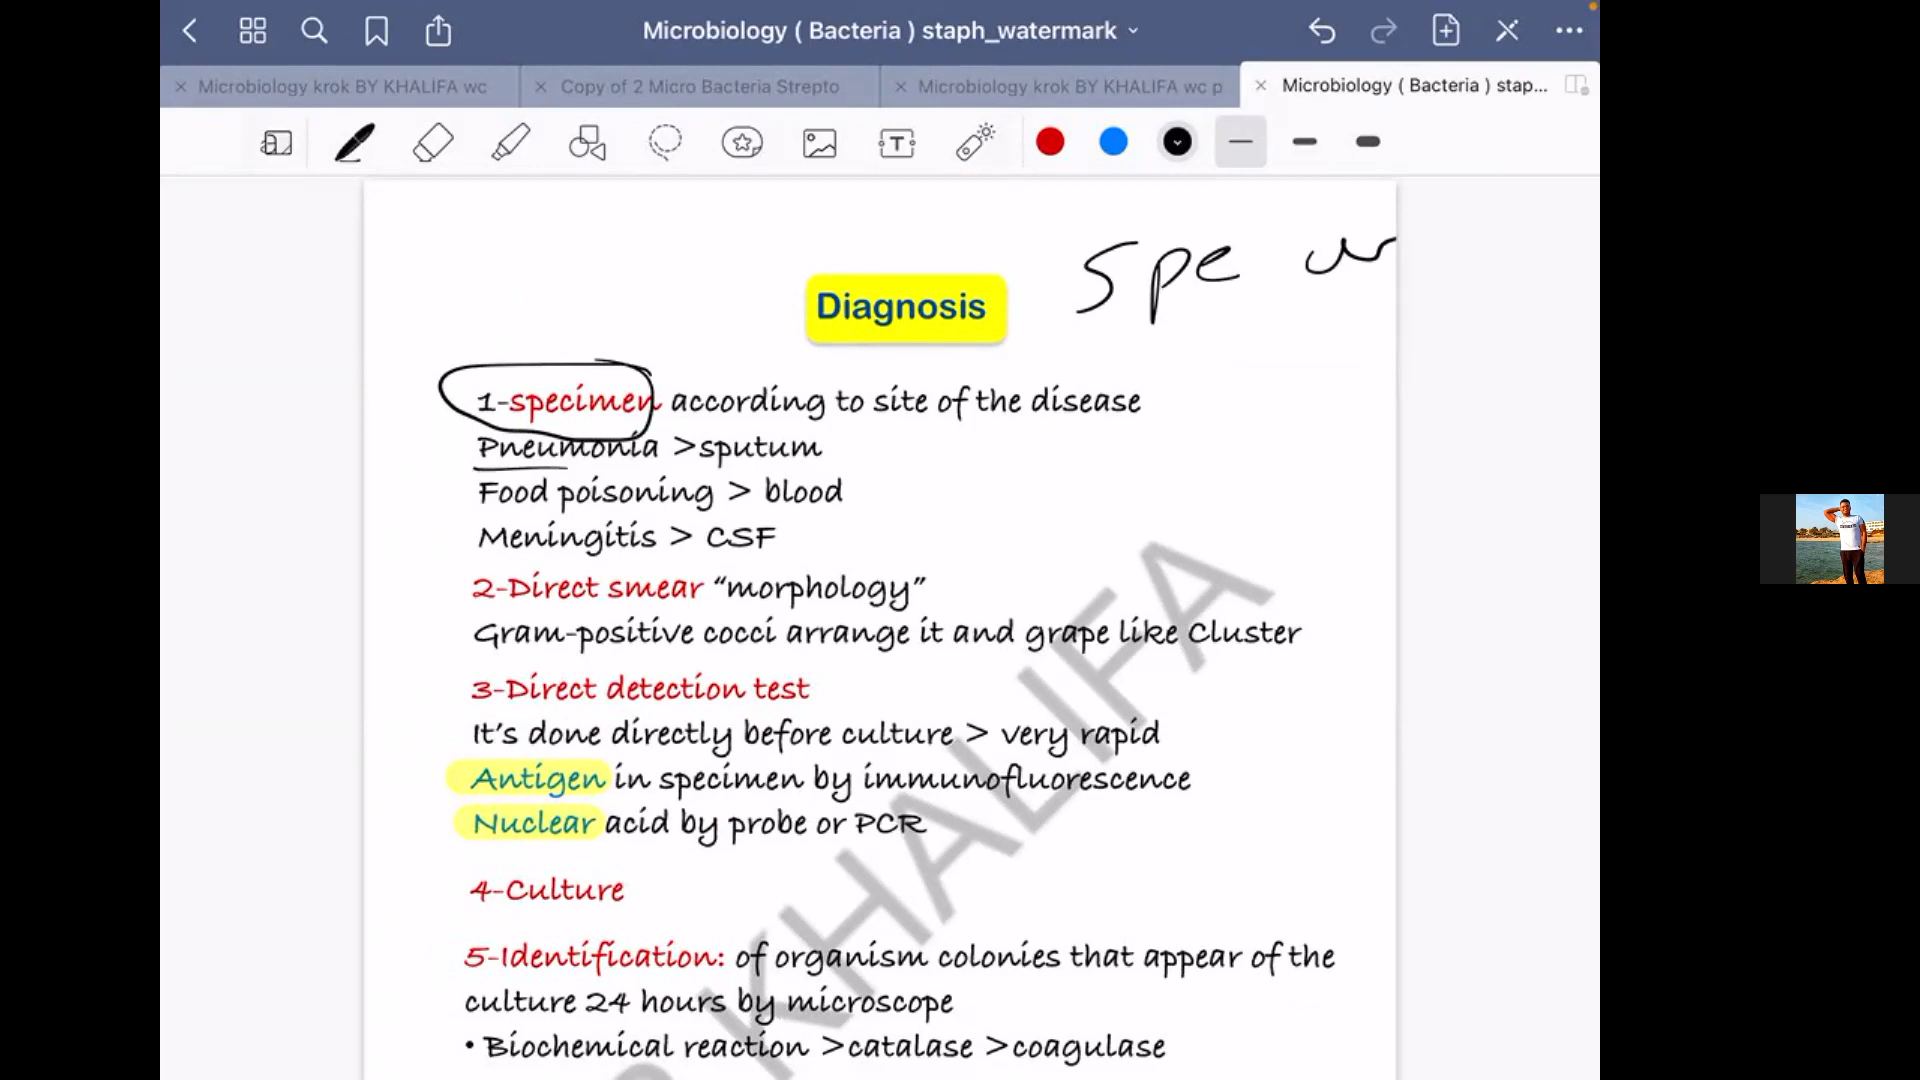 Microbiology ( Bacteria ) staph_watermark
Microbiology krok BY KHALIFA wc
Copy of 2 Micro Bacteria Strepto
Microbiology krok BY KHALIFA wc p
Microbiology ( Bacteria ) stap...
Spe
Diagnosis
1-specimen according to site of the disease
Pneumonia >sputum
Food poisoning > blood
Meningitis > CSF
2-Direct smear “morphology”
Gram-positive cocci arrange it and grape like Cluster
3-Direct detection test
It’s done directly before culture > very rapid
Antigen in specimen by immunofluorescence
Nuclear acid by probe or PCR
4-Culture
5-Identification: of organism colonies that appear of the
culture 24 hours by microscope
• Biochemical reaction >catalase >coagulase
KHALIFA